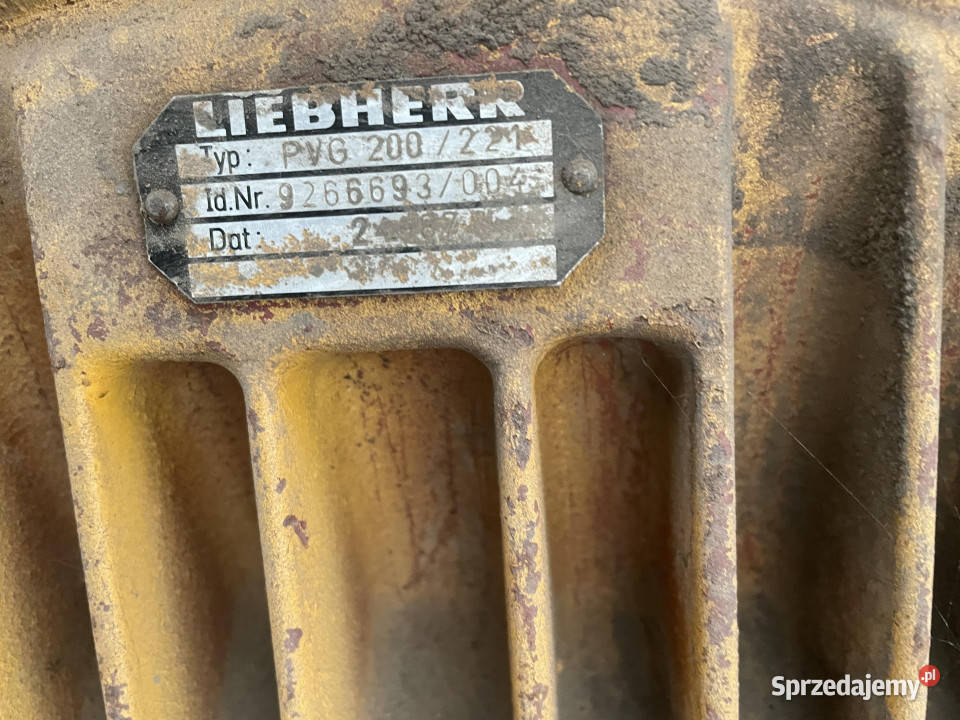 LIEBHERR
Typ: PVG 200/221
Id.Nr. 9266693/004
Dat:
Sprzedajemy.pl